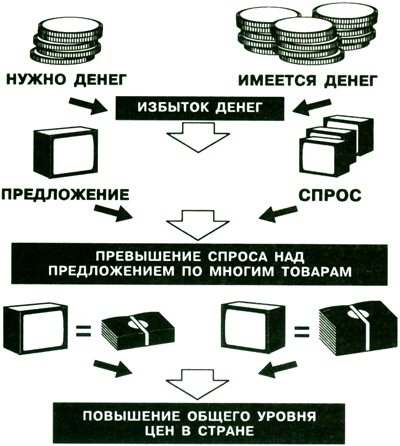 НУЖНО ДЕНЕГ
ИМЕЕТСЯ ДЕНЕГ
ИЗБЫТОК ДЕНЕГ
ПРЕДЛОЖЕНИЕ
СПРОС
ПРЕВЫШЕНИЕ СПРОСА НАД
ПРЕДЛОЖЕНИЕМ ПО МНОГИМ ТОВАРАМ
=
=
ПОВЫШЕНИЕ ОБЩЕГО УРОВНЯ
ЦЕН В СТРАНЕ